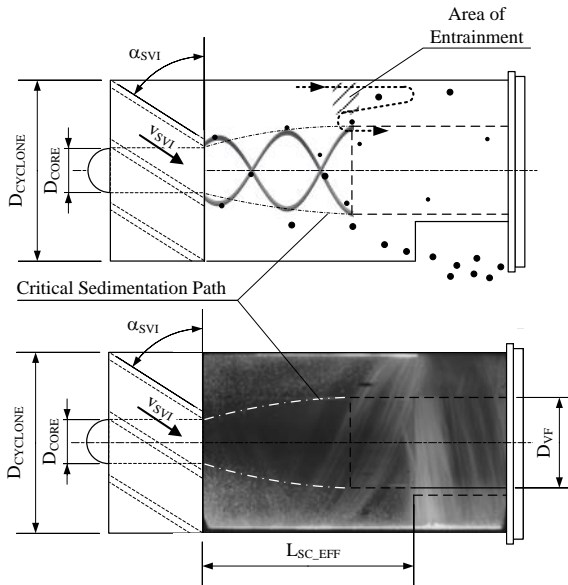 Area of
Entrainment
α_SVI
v_SVI
D_CYCLONE
D_CORE
Critical Sedimentation Path
α_SVI
v_SVI
D_CYCLONE
D_CORE
D_VF
L_SC_EFF